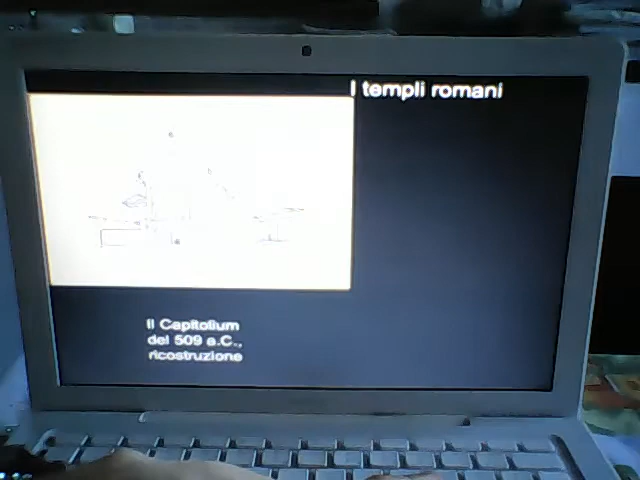 I templi romani
Il Capitolium
del 509 a.C.,
ricostruzione